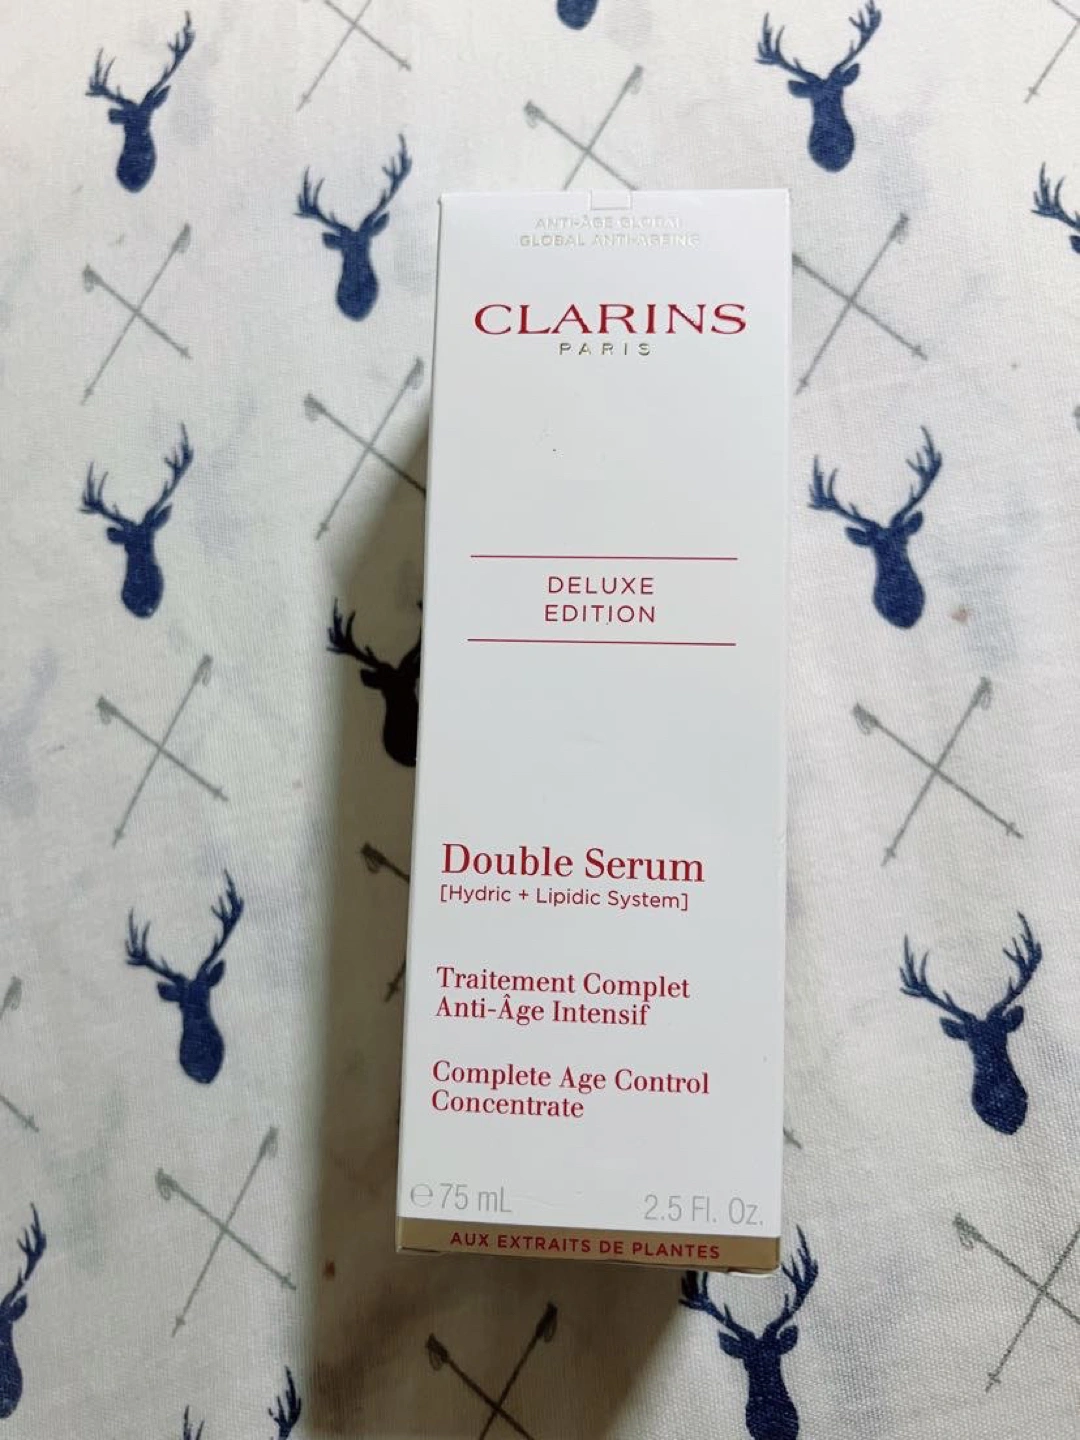 ANTI-ÂGE GLOBAL
GLOBAL ANTI-AGEING
CLARINS
PARIS
DELUXE
EDITION
Double Serum
[Hydric + Lipidic System]
Traitement Complet
Anti-Âge Intensif
Complete Age Control
Concentrate
℮ 75 mL 2.5 Fl. Oz.
AUX EXTRAITS DE PLANTES